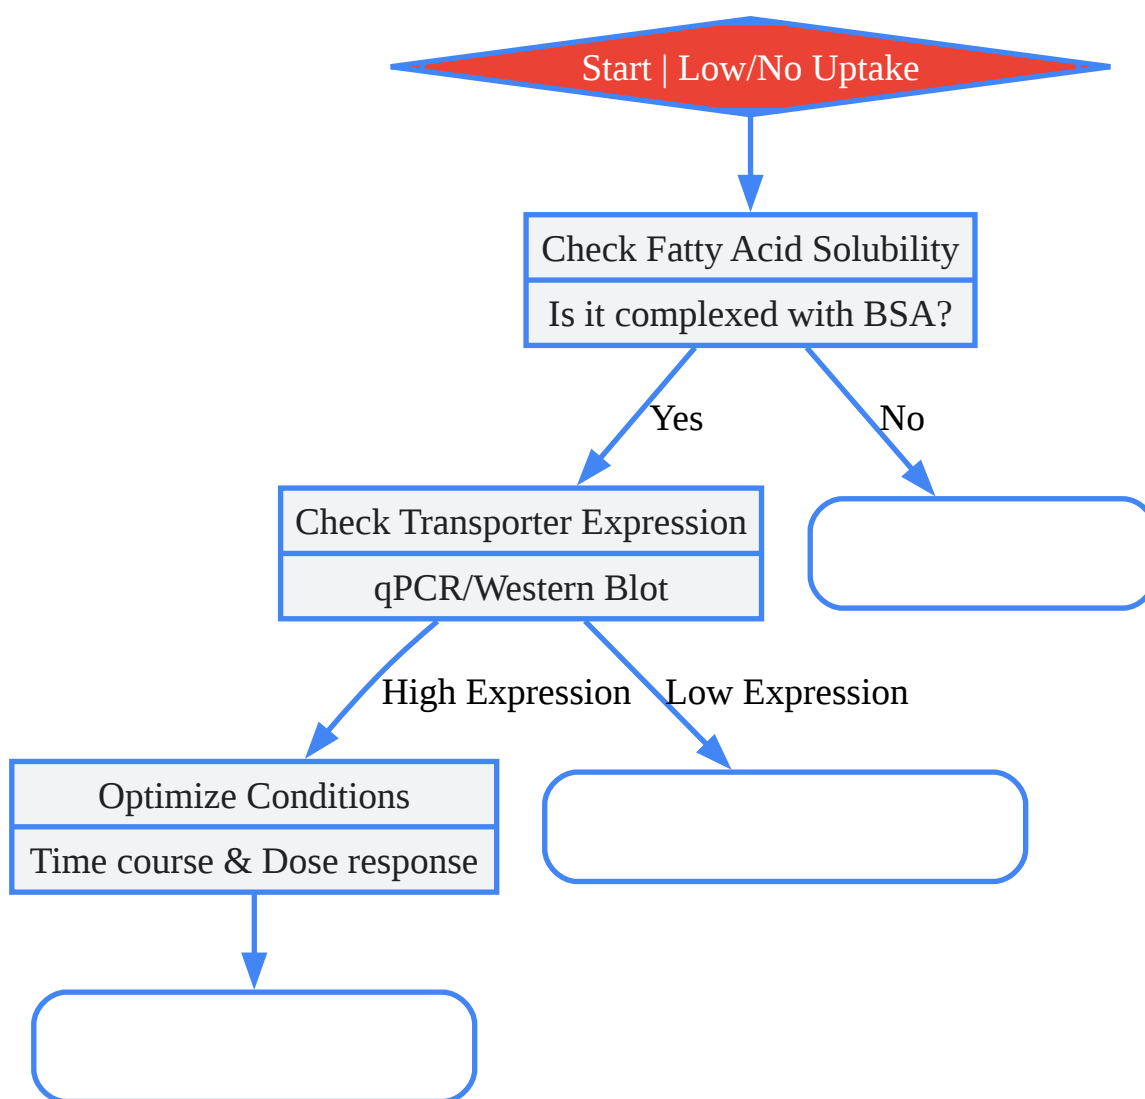 Start | Low/No Uptake
Check Fatty Acid Solubility
Is it complexed with BSA?
Yes
No
Check Transporter Expression
qPCR/Western Blot
High Expression
Low Expression
Optimize Conditions
Time course & Dose response